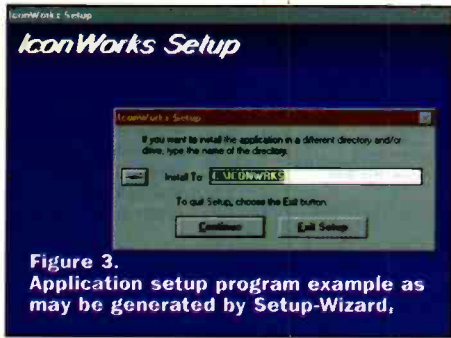 IconWorks Setup
IconWorks Setup
IconWorks Setup
If you want to install the application in a different directory and/or
drive, type the name of the directory.
Install To: C:\ICONWRKS
To quit Setup, choose the Exit button.
Continue Exit Setup
Figure 3.
Application setup program example as
may be generated by Setup-Wizard.